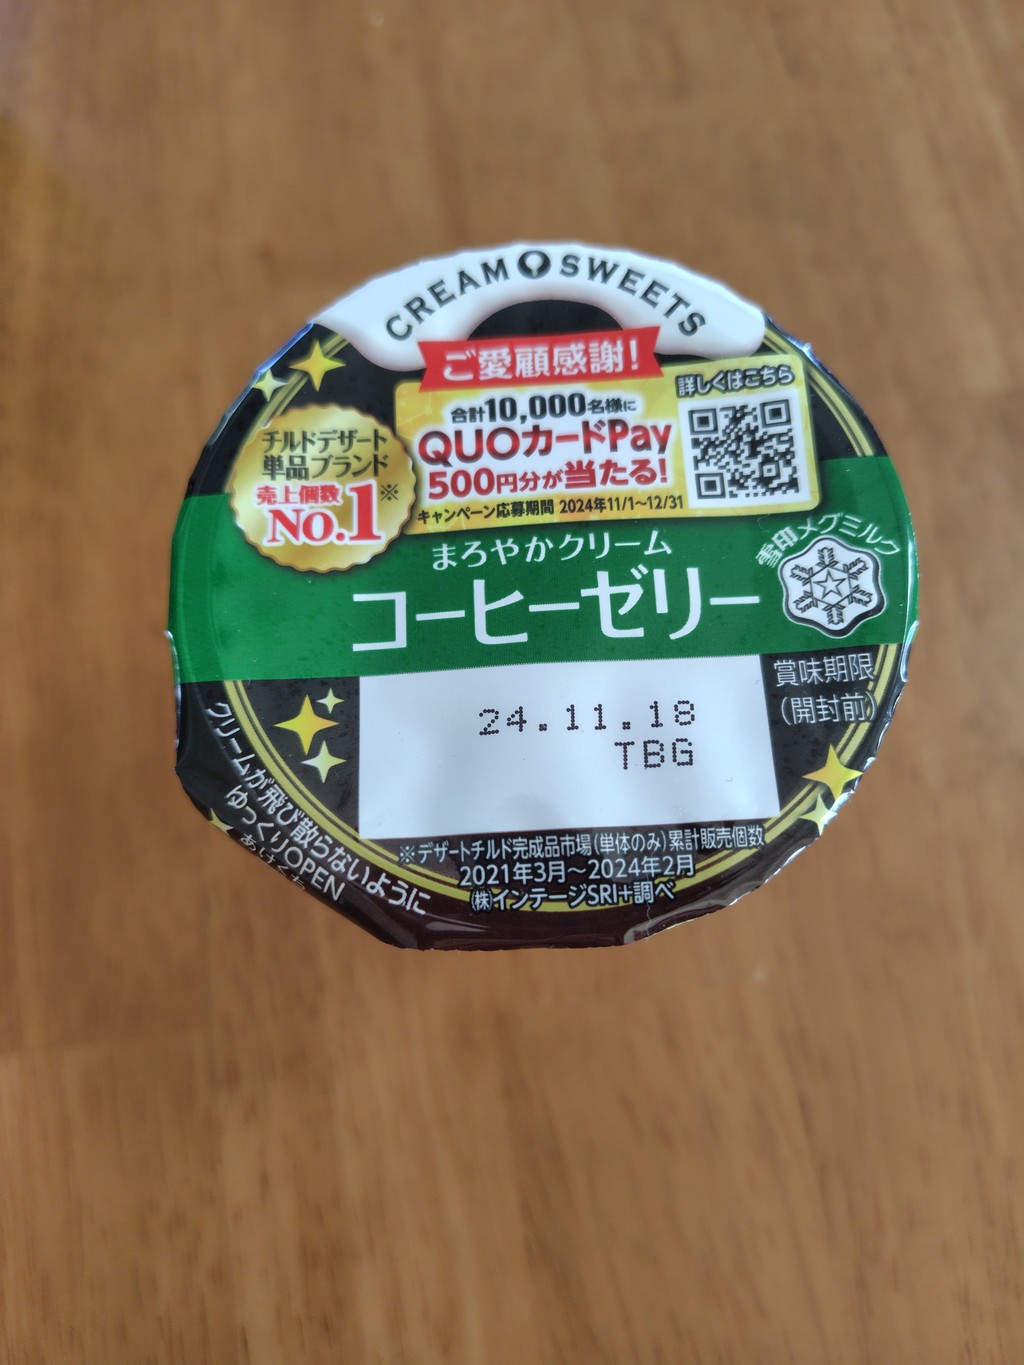 CREAM SWEETS
ご愛顧感謝!
合計10,000名様に
QUOカードPay
500円分が当たる!
キャンペーン応募期間 2024年11/1〜12/31
詳しくはこちら
チルドデザート
単品ブランド
売上個数※
No.1
まろやかクリーム
コーヒーゼリー
雪印メグミルク
賞味期限
(開封前)
24.11.18
TBG
クリームが飛び散らないように
ゆっくりOPEN
あけくち
※デザートチルド完成品市場(単体のみ)累計販売個数
2021年3月〜2024年2月
㈱インテージSRI+調べ